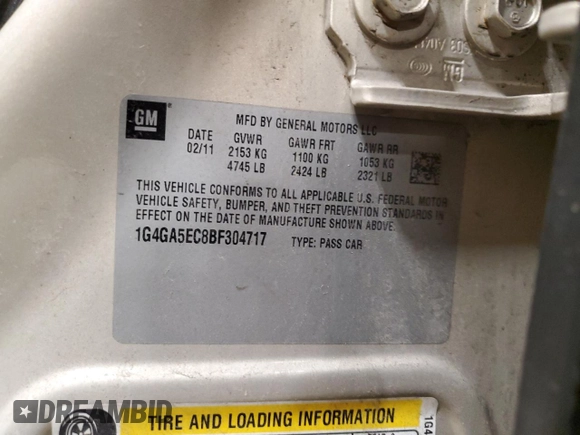 GM
MFD BY GENERAL MOTORS LLC
DATE GVWR GAWR FRT GAWR RR
02/11 2153 KG 1100 KG 1053 KG
4745 LB 2424 LB 2321 LB
THIS VEHICLE CONFORMS TO ALL APPLICABLE U.S. FEDERAL MOTOR
VEHICLE SAFETY, BUMPER, AND THEFT PREVENTION STANDARDS IN
EFFECT ON THE DATE OF MANUFACTURE SHOWN ABOVE.
1G4GA5EC8BF304717 TYPE: PASS CAR
TIRE AND LOADING INFORMATION
1G4
DREAMBID